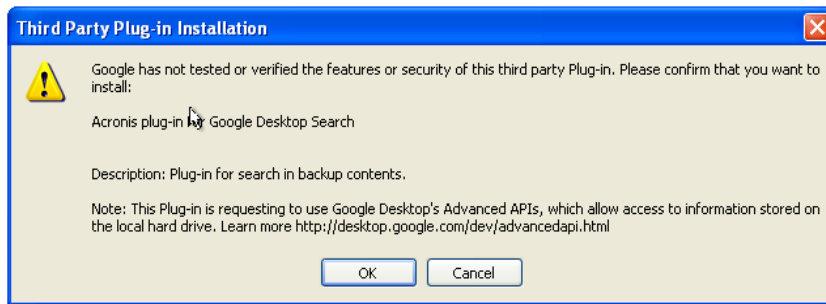 Third Party Plug-in Installation
Google has not tested or verified the features or security of this third party Plug-in. Please confirm that you want to
install:
Acronis plug-in for Google Desktop Search
Description: Plug-in for search in backup contents.
Note: This Plug-in is requesting to use Google Desktop's Advanced APIs, which allow access to information stored on
the local hard drive. Learn more http://desktop.google.com/dev/advancedapi.html
OK
Cancel